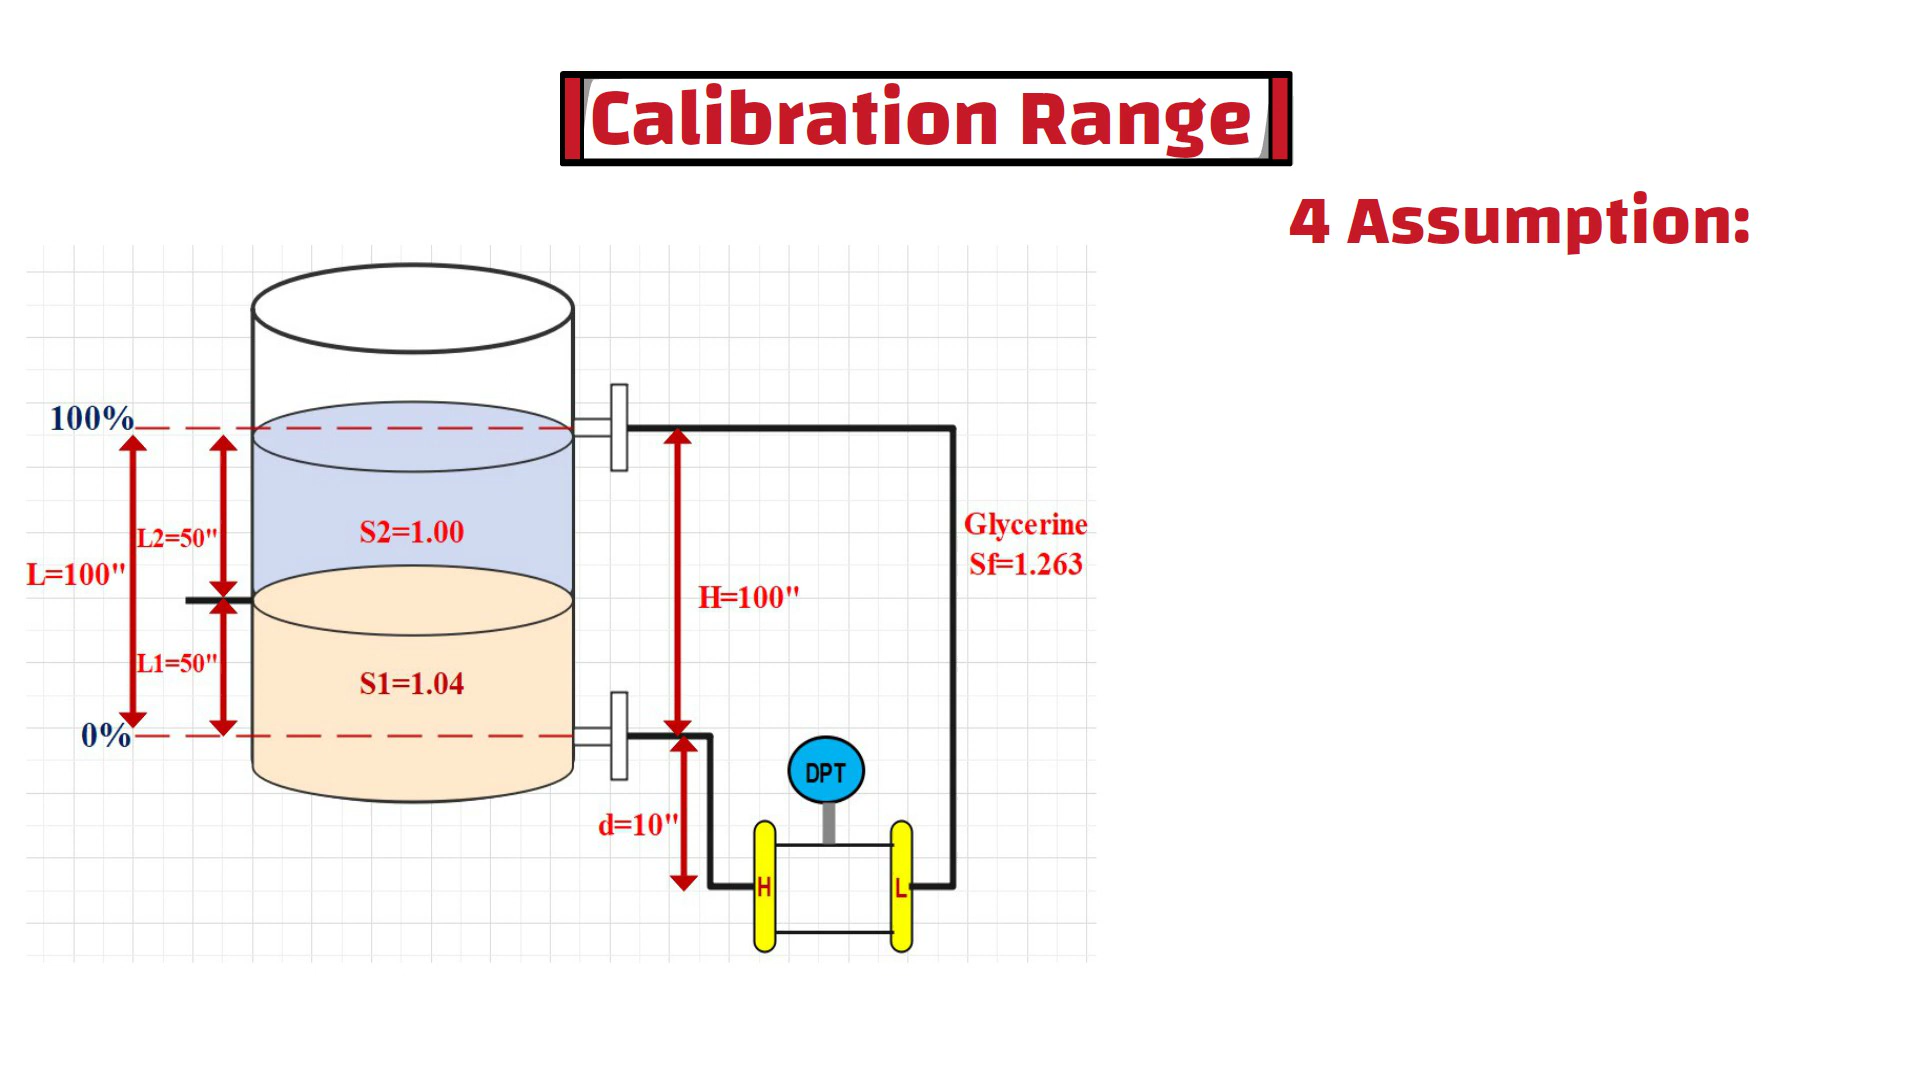 Calibration Range
4 Assumption:
100%
L2=50"
L=100"
L1=50"
0%
S2=1.00
S1=1.04
H=100"
d=10"
Glycerine
Sf=1.263
DPT
H
L